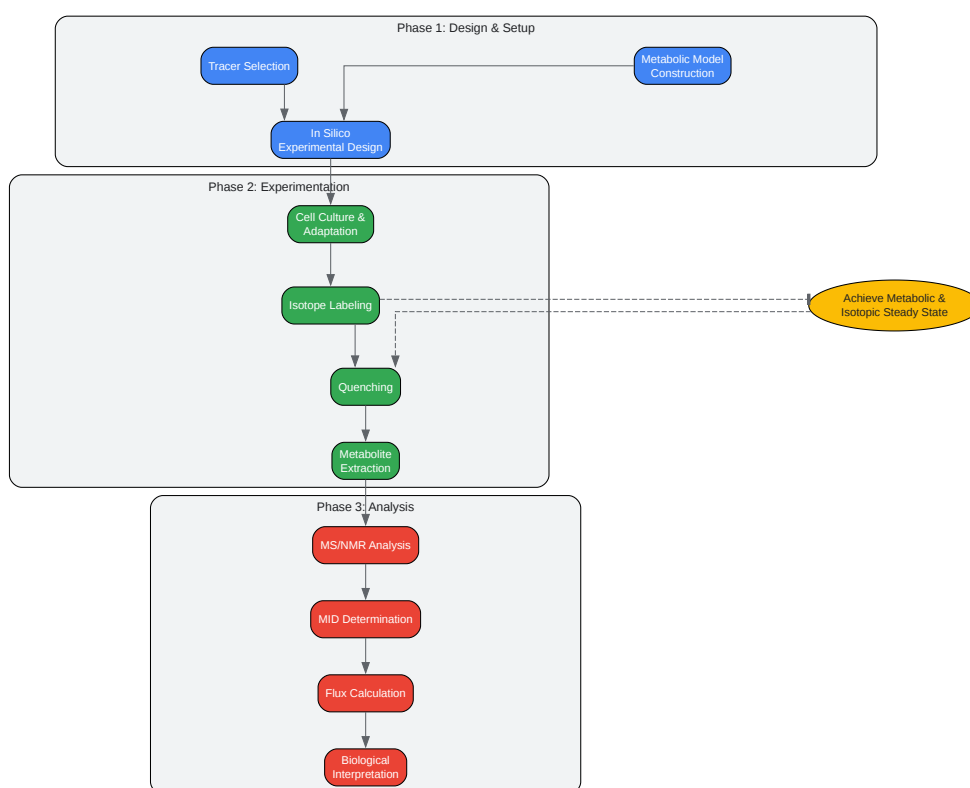 Phase 1: Design & Setup
Tracer Selection
Metabolic Model
Construction
In Silico
Experimental Design
Phase 2: Experimentation
Cell Culture &
Adaptation
Isotope Labeling
Achieve Metabolic &
Isotopic Steady State
Quenching
Metabolite
Extraction
Phase 3: Analysis
MS/NMR Analysis
MID Determination
Flux Calculation
Biological
Interpretation